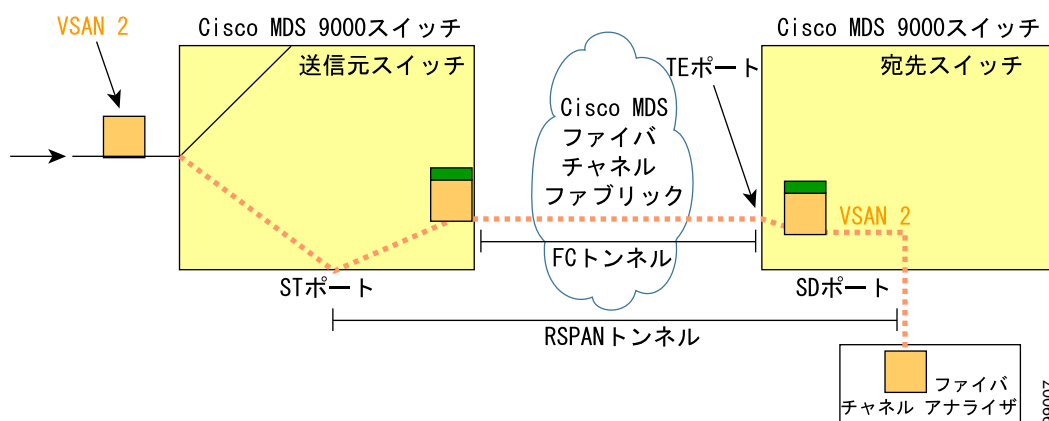 VSAN 2
Cisco MDS 9000スイッチ
送信元スイッチ
Cisco MDS
ファイバ
チャネル
ファブリック
TEポート
Cisco MDS 9000スイッチ
宛先スイッチ
VSAN 2
FCトンネル
STポート
SDポート
RSPANトンネル
ファイバ
チャネル アナライザ